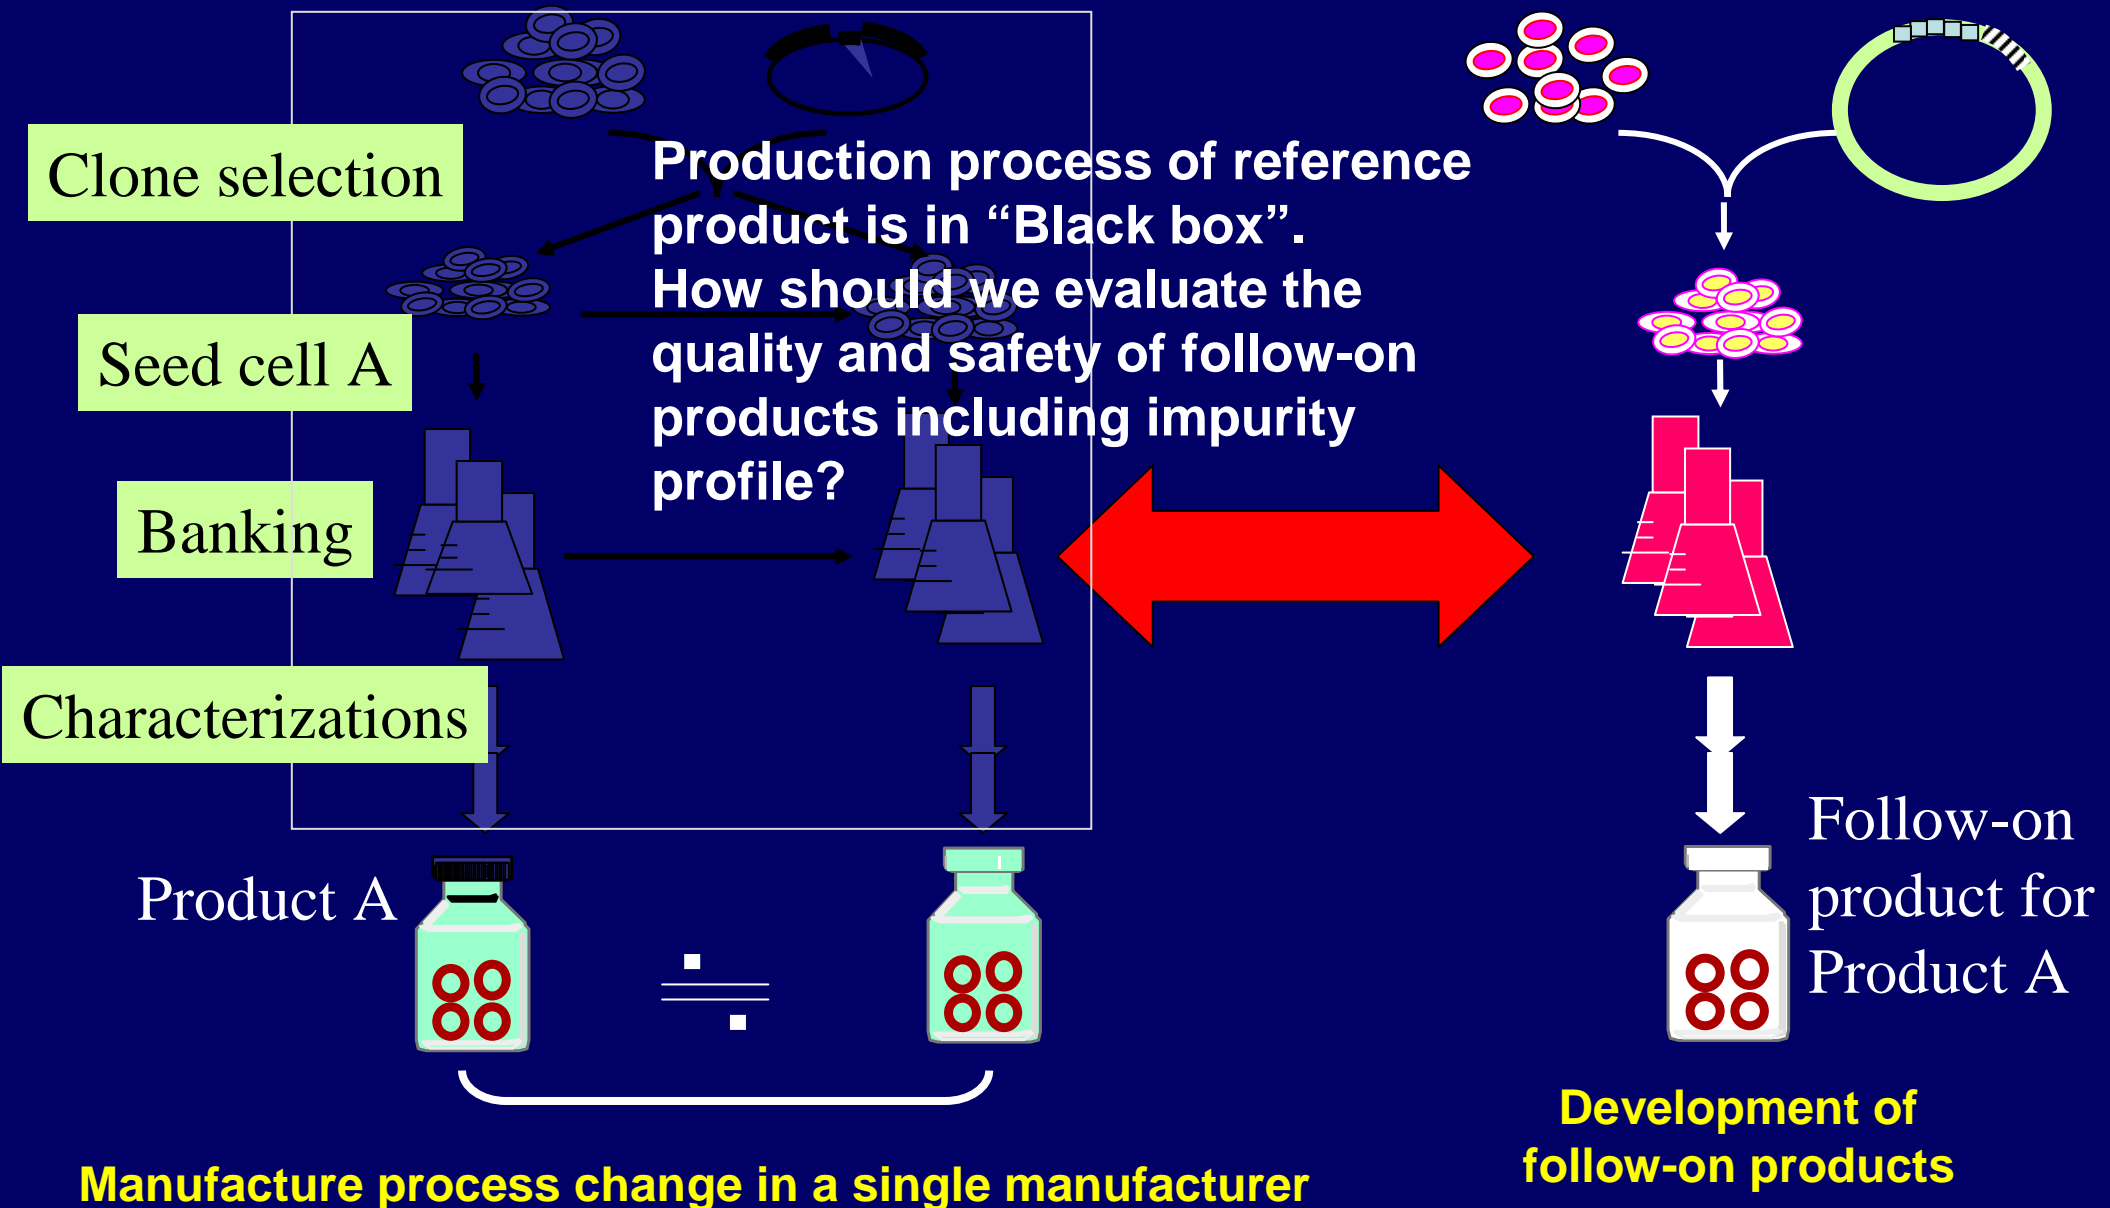 Clone selection
Production process of reference
product is in “Black box”.
How should we evaluate the
quality and safety of follow-on
products including impurity
profile?
Seed cell A
Banking
Characterizations
Product A
Follow-on
product for
Product A
Development of
follow-on products
Manufacture process change in a single manufacturer